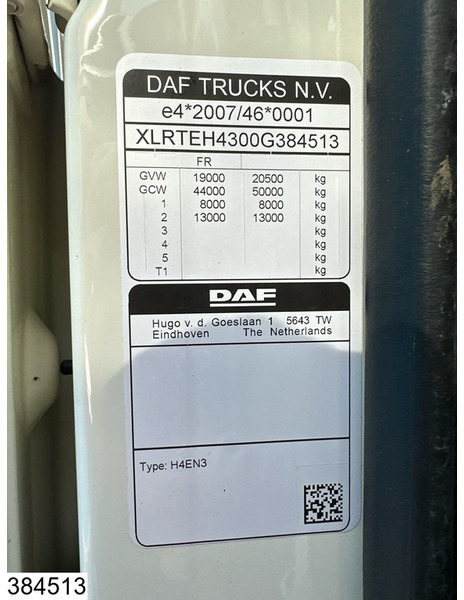 DAF TRUCKS N.V.
e4*2007/46*0001
XLRTEH4300G384513
FR
GVW 19000 20500 kg
GCW 44000 50000 kg
1 8000 8000 kg
2 13000 13000 kg
3 kg
4 kg
5 kg
T1 kg
DAF
Hugo v. d. Goeslaan 1 5643 TW
Eindhoven The Netherlands
Type: H4EN3
384513